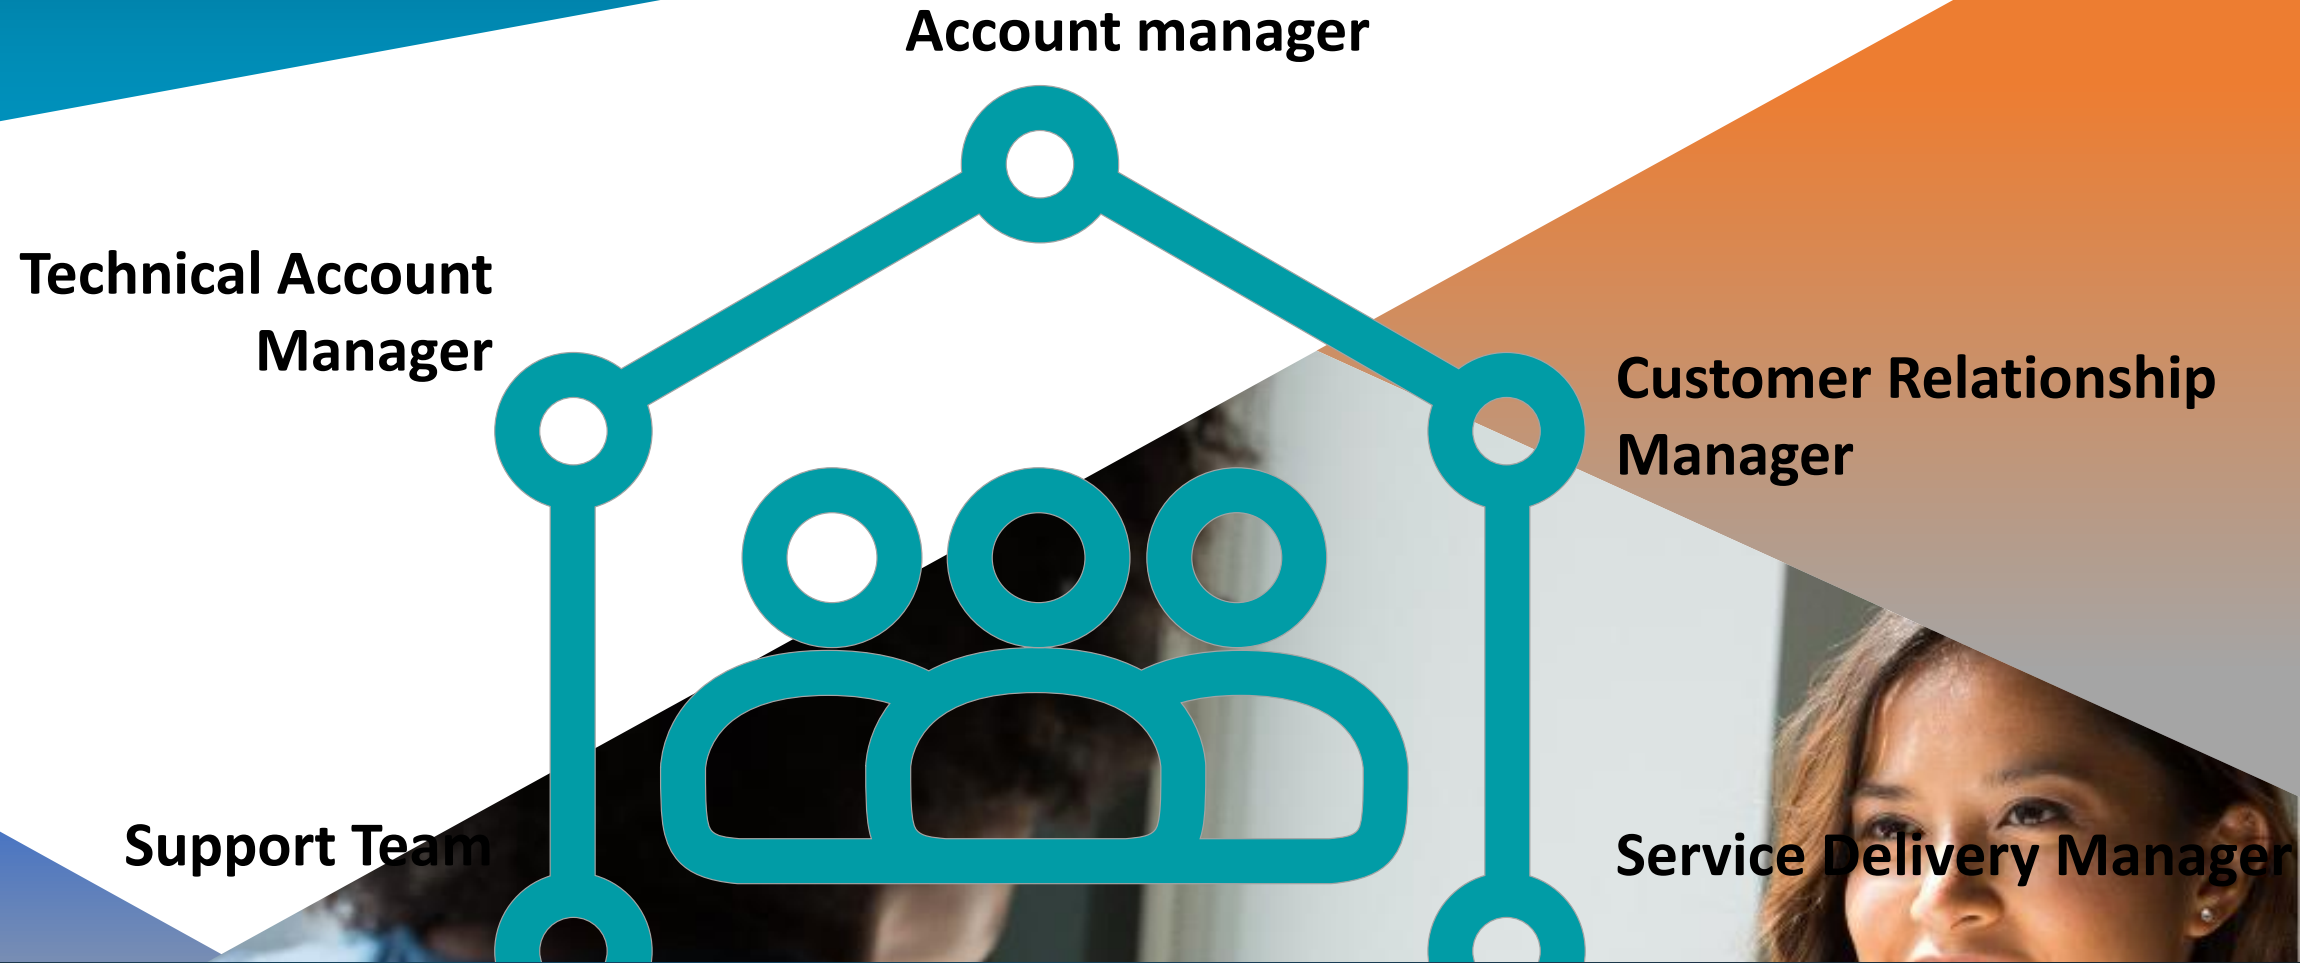 Account manager
Technical Account
Manager
Customer Relationship
Manager
Support Team
Service Delivery Manager